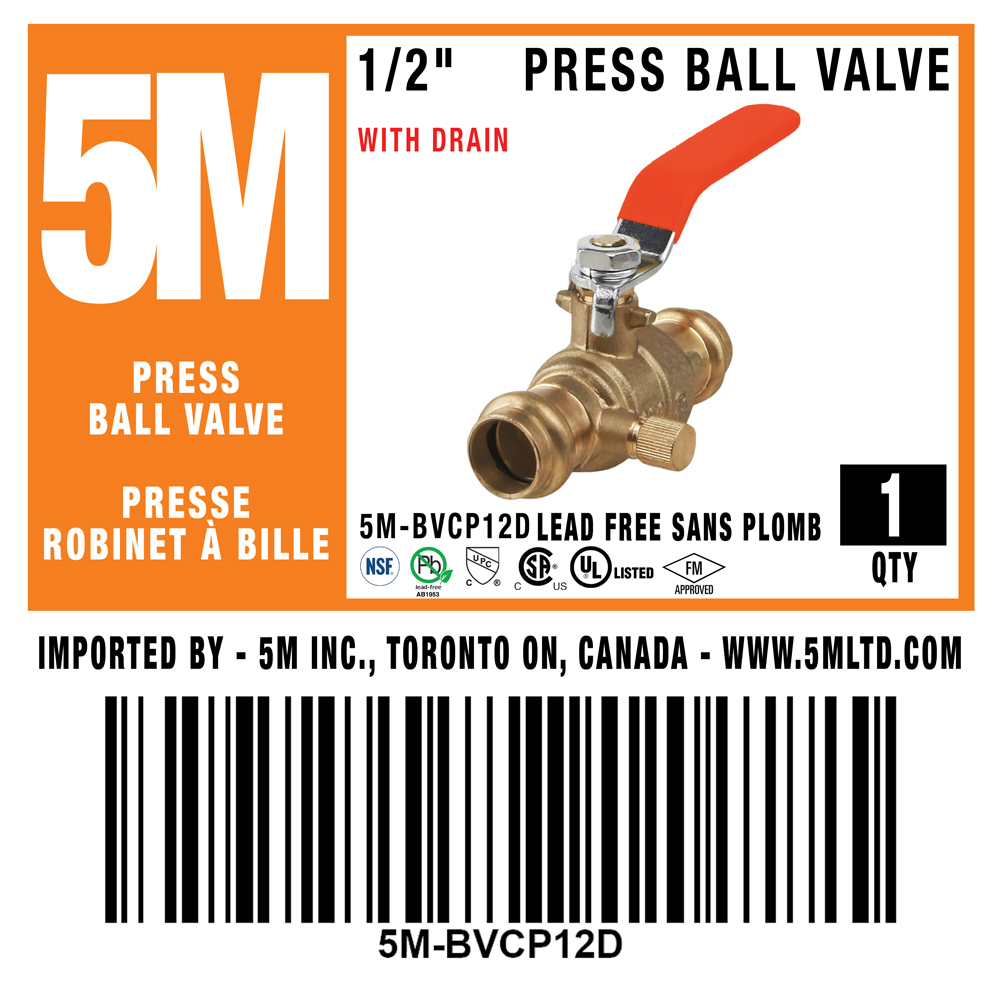 5M
PRESS
BALL VALVE
PRESSE
ROBINET À BILLE
1/2" PRESS BALL VALVE
WITH DRAIN
5M-BVCP12D LEAD FREE SANS PLOMB
1
QTY
NSF.
Pb
lead-free
AB1953
UPC
C ®
SA
C US
UL LISTED
FM
APPROVED
IMPORTED BY - 5M INC., TORONTO ON, CANADA - WWW.5MLTD.COM
5M-BVCP12D